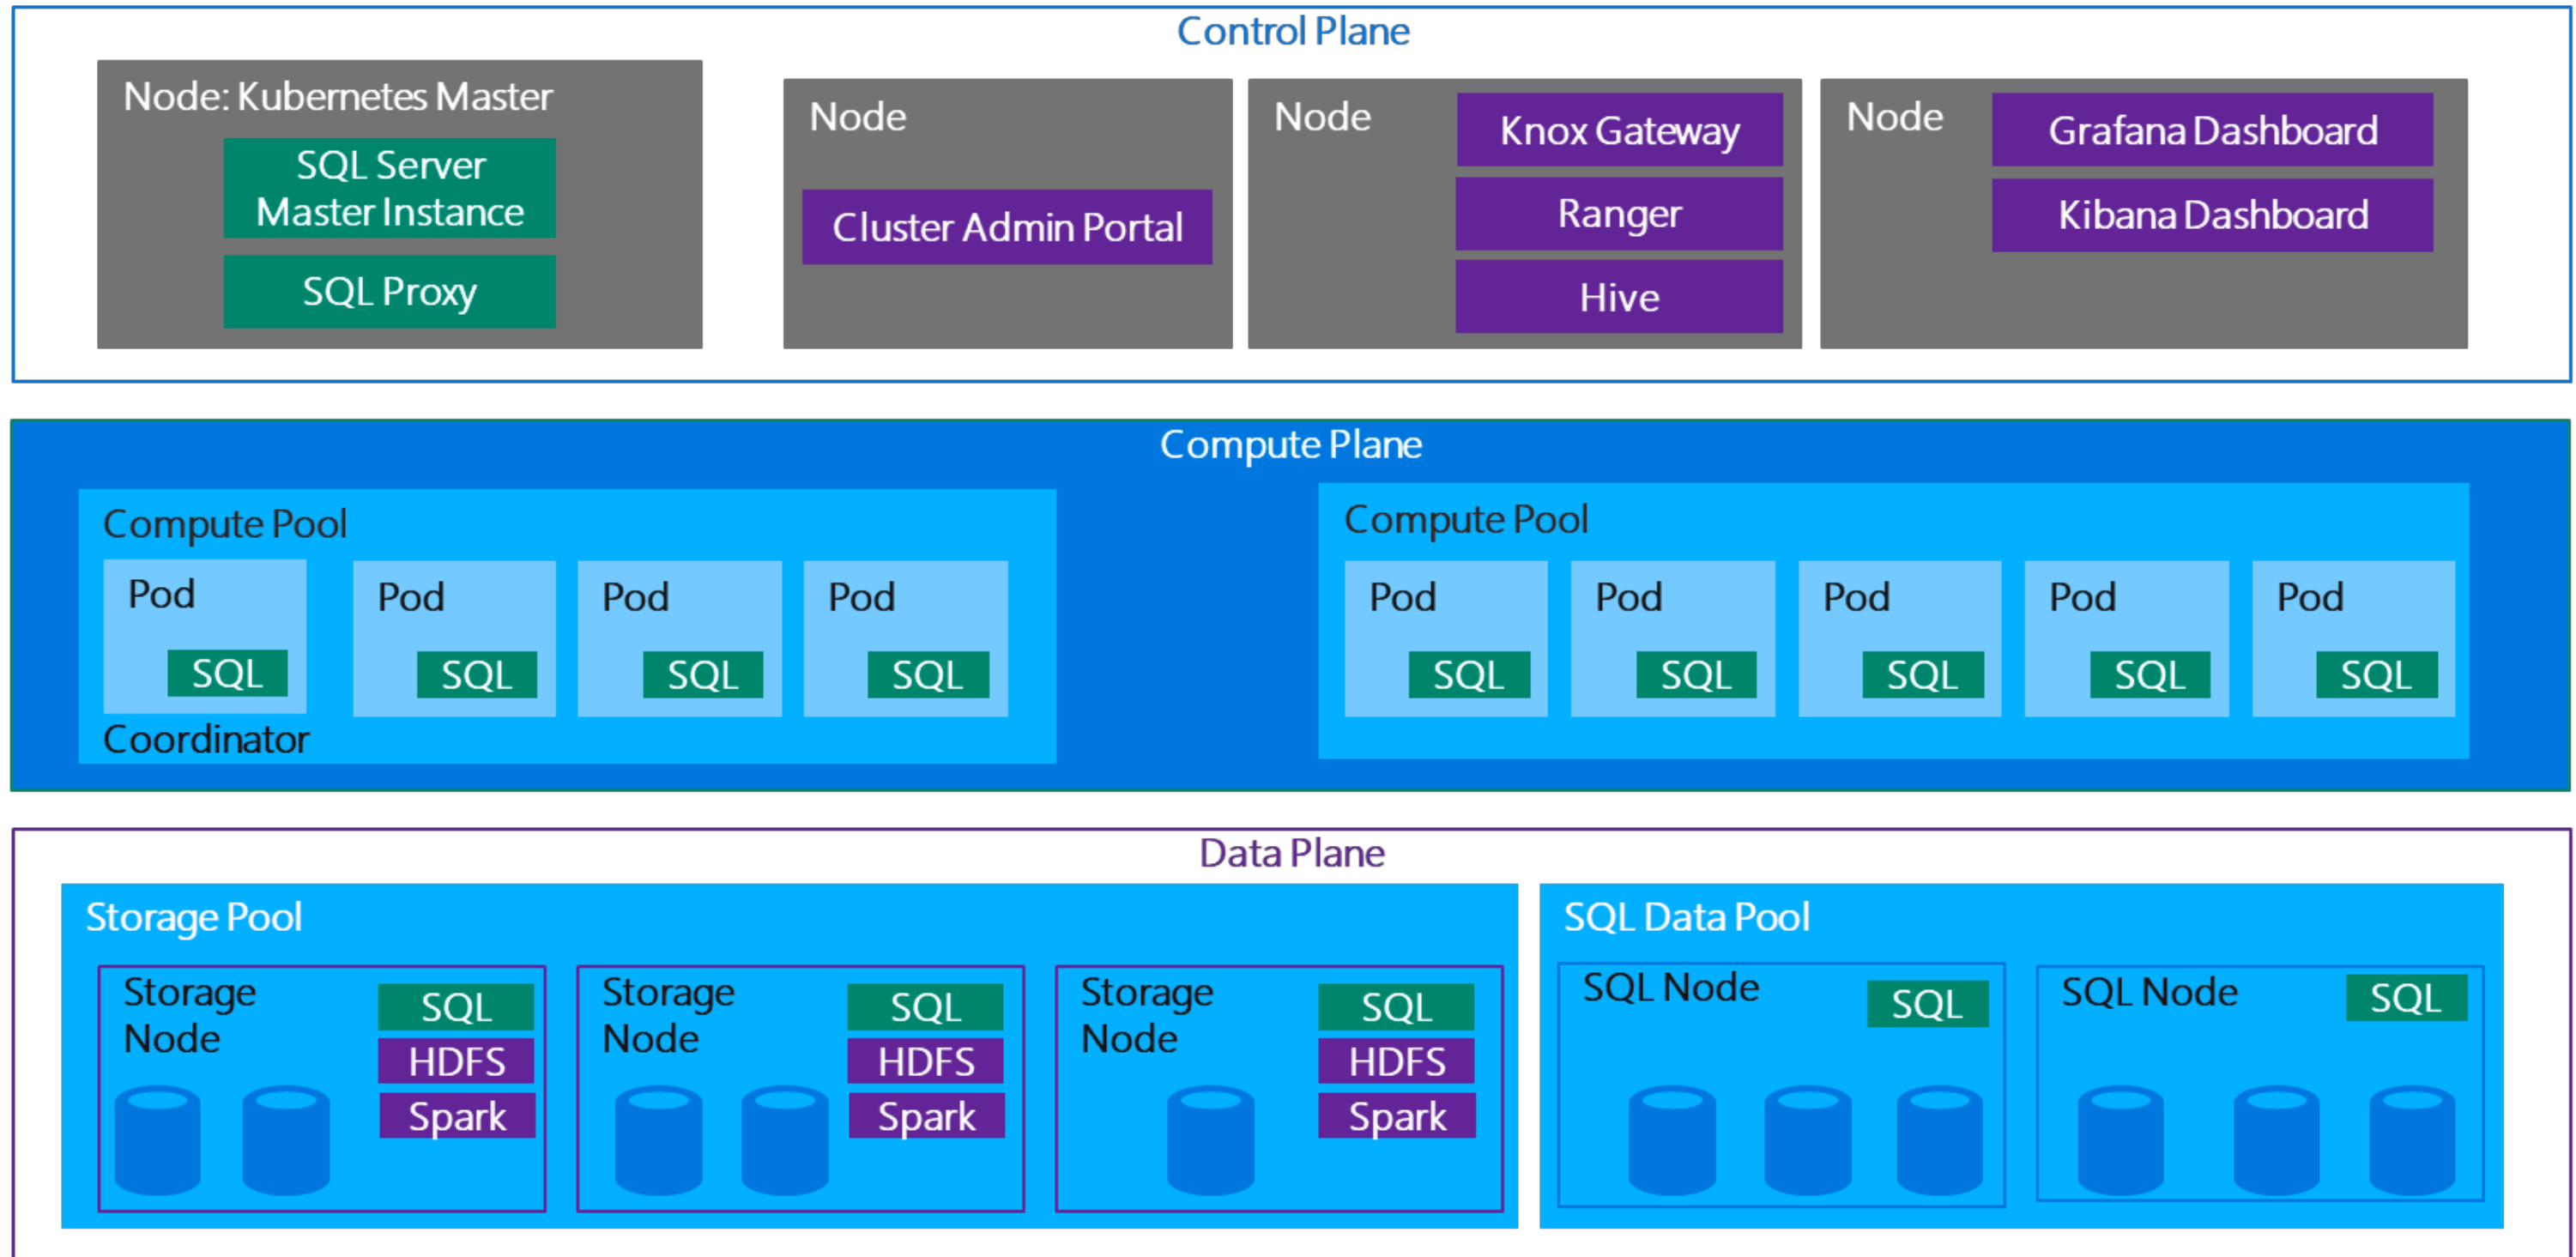 Control Plane
Node: Kubernetes Master
SQL Server
Master Instance
SQL Proxy
Node
Cluster Admin Portal
Node
Knox Gateway
Ranger
Hive
Node
Grafana Dashboard
Kibana Dashboard
Compute Plane
Compute Pool
Pod
SQL
Coordinator
Pod
SQL
Pod
SQL
Pod
SQL
Compute Pool
Pod
SQL
Pod
SQL
Pod
SQL
Pod
SQL
Pod
SQL
Data Plane
Storage Pool
Storage
Node
SQL
HDFS
Spark
Storage
Node
SQL
HDFS
Spark
Storage
Node
SQL
HDFS
Spark
SQL Data Pool
SQL Node
SQL
SQL Node
SQL